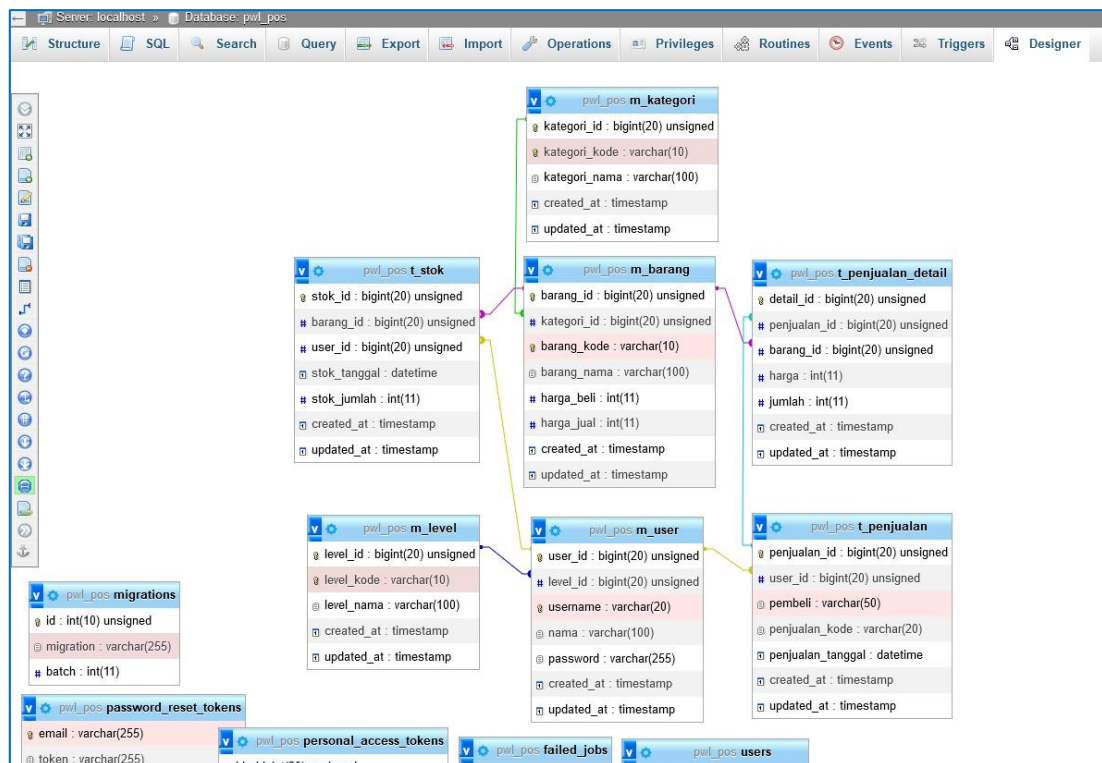 Server: localhost » Database: pwl_pos
Structure SQL Search Query Export Import Operations Privileges Routines Events Triggers Designer
pwl_pos m_kategori
kategori_id : bigint(20) unsigned
kategori_kode : varchar(10)
kategori_nama : varchar(100)
created_at : timestamp
updated_at : timestamp
pwl_pos t_stok
stok_id : bigint(20) unsigned
barang_id : bigint(20) unsigned
user_id : bigint(20) unsigned
stok_tanggal : datetime
stok_jumlah : int(11)
created_at : timestamp
updated_at : timestamp
pwl_pos m_barang
barang_id : bigint(20) unsigned
kategori_id : bigint(20) unsigned
barang_kode : varchar(10)
barang_nama : varchar(100)
harga_beli : int(11)
harga_jual : int(11)
created_at : timestamp
updated_at : timestamp
pwl_pos t_penjualan_detail
detail_id : bigint(20) unsigned
penjualan_id : bigint(20) unsigned
barang_id : bigint(20) unsigned
harga : int(11)
jumlah : int(11)
created_at : timestamp
updated_at : timestamp
pwl_pos m_level
level_id : bigint(20) unsigned
level_kode : varchar(10)
level_nama : varchar(100)
created_at : timestamp
updated_at : timestamp
pwl_pos m_user
user_id : bigint(20) unsigned
level_id : bigint(20) unsigned
username : varchar(20)
nama : varchar(100)
password : varchar(255)
created_at : timestamp
updated_at : timestamp
pwl_pos t_penjualan
penjualan_id : bigint(20) unsigned
user_id : bigint(20) unsigned
pembeli : varchar(50)
penjualan_kode : varchar(20)
penjualan_tanggal : datetime
created_at : timestamp
updated_at : timestamp
pwl_pos migrations
id : int(10) unsigned
migration : varchar(255)
batch : int(11)
pwl_pos password_reset_tokens
email : varchar(255)
token : varchar(255)
pwl_pos personal_access_tokens
pwl_pos failed_jobs
pwl_pos users